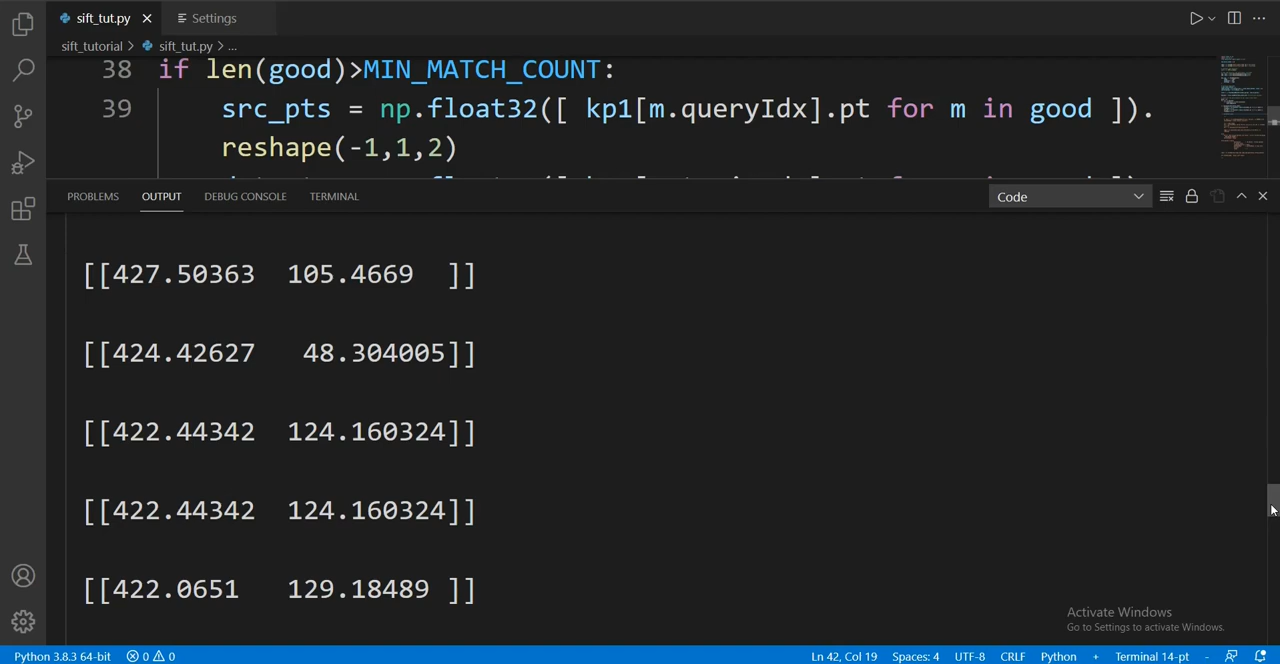 sift_tut.py
Settings
sift_tutorial > sift_tut.py > ...
38 if len(good)>MIN_MATCH_COUNT:
39 src_pts = np.float32([ kp1[m.queryIdx].pt for m in good ]).
reshape(-1,1,2)
PROBLEMS OUTPUT DEBUG CONSOLE TERMINAL
Code
[[427.50363 105.4669 ]]
[[424.42627 48.304005]]
[[422.44342 124.160324]]
[[422.44342 124.160324]]
[[422.0651 129.18489 ]]
Activate Windows
Go to Settings to activate Windows.
Python 3.8.3 64-bit 0 0 Ln 42, Col 19 Spaces: 4 UTF-8 CRLF Python + Terminal 14-pt -